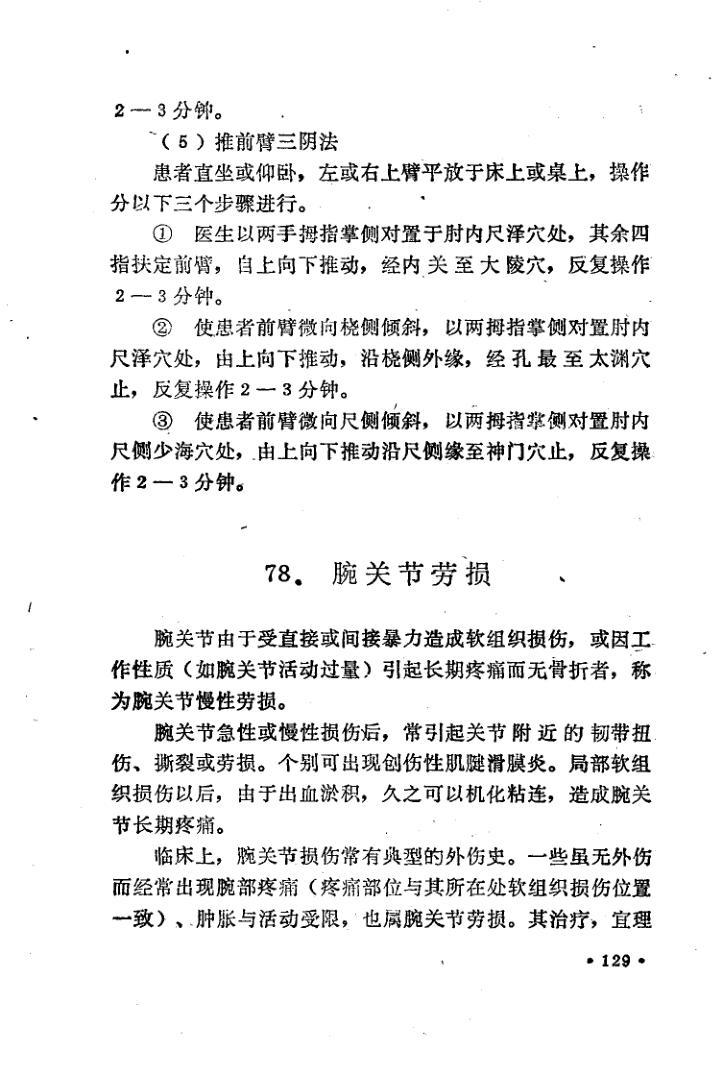 2—3分钟。
（5）推前臂三阴法
患者直坐或仰卧，左或右上臂平放于床上或桌上，操作
分以下三个步骤进行。
① 医生以两手拇指掌侧对置于肘内尺泽穴处，其余四
指扶定前臂，自上向下推动，经内关至大陵穴，反复操作
2—3分钟。
② 使患者前臂微向桡侧倾斜，以两拇指掌侧对置肘内
尺泽穴处，由上向下推动，沿桡侧外缘，经孔最至太渊穴
止，反复操作2—3分钟。
③ 使患者前臂微向尺侧倾斜，以两拇指掌侧对置肘内
尺侧少海穴处，由上向下推动沿尺侧缘至神门穴止，反复操
作2—3分钟。
78. 腕关节劳损
腕关节由于受直接或间接暴力造成软组织损伤，或因工
作性质（如腕关节活动过量）引起长期疼痛而无骨折者，称
为腕关节慢性劳损。
腕关节急性或慢性损伤后，常引起关节附近的韧带扭
伤、撕裂或劳损。个别可出现创伤性肌腱滑膜炎。局部软组
织损伤以后，由于出血淤积，久之可以机化粘连，造成腕关
节长期疼痛。
临床上，腕关节损伤常有典型的外伤史。一些虽无外伤
而经常出现腕部疼痛（疼痛部位与其所在处软组织损伤位置
一致）、肿胀与活动受限，也属腕关节劳损。其治疗，宜理
•129•